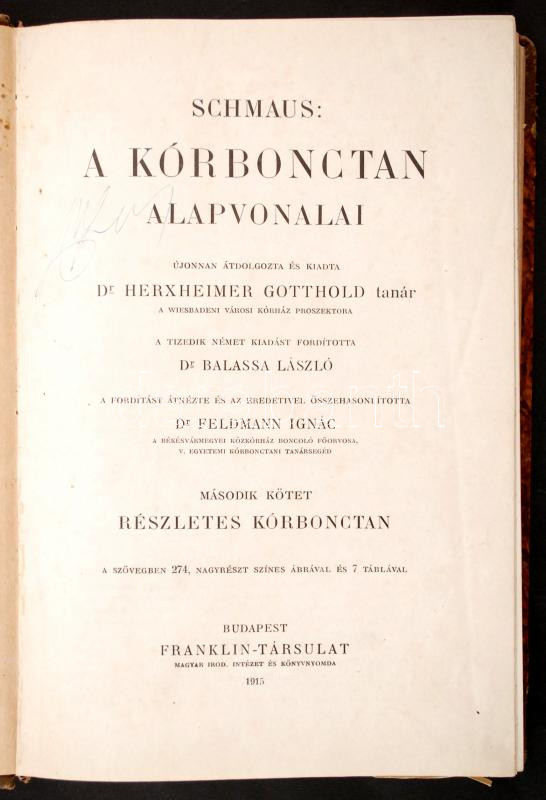 SCHMAUS:
A KÓRBONCTAN
ALAPVONALAI
ÚJONNAN ÁTDOLGOZTA ÉS KIADTA
Dr HERXHEIMER GOTTHOLD tanár
A WIESBADENI VÁROSI KÓRHÁZ PROSZEKTORA
A TIZEDIK NÉMET KIADÁST FORDÍTOTTA
Dr BALASSA LÁSZLÓ
A FORDÍTÁST ÁTNÉZTE ÉS AZ EREDETIVEL ÖSSZEHASONLÍTOTTA
Dr FELDMANN IGNÁC
A BÉKÉSVÁRMEGYEI KÖZKÓRHÁZ BONCOLÓ FŐORVOSA,
V. EGYETEMI KÓRBONCTANI TANÁRSEGÉD
MÁSODIK KÖTET
RÉSZLETES KÓRBONCTAN
A SZÖVEGBEN 274, NAGYRÉSZT SZÍNES ÁBRÁVAL ÉS 7 TÁBLÁVAL
BUDAPEST
FRANKLIN-TÁRSULAT
MAGYAR IROD. INTÉZET ÉS KÖNYVNYOMDA
1915